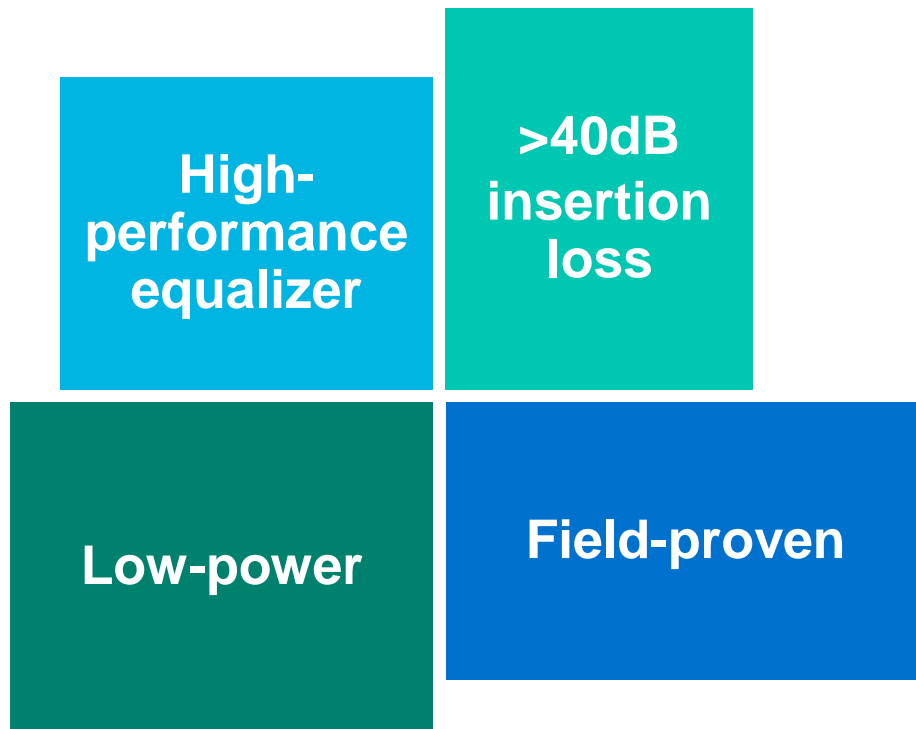 High-
performance
equalizer
>40dB
insertion
loss
Low-power
Field-proven